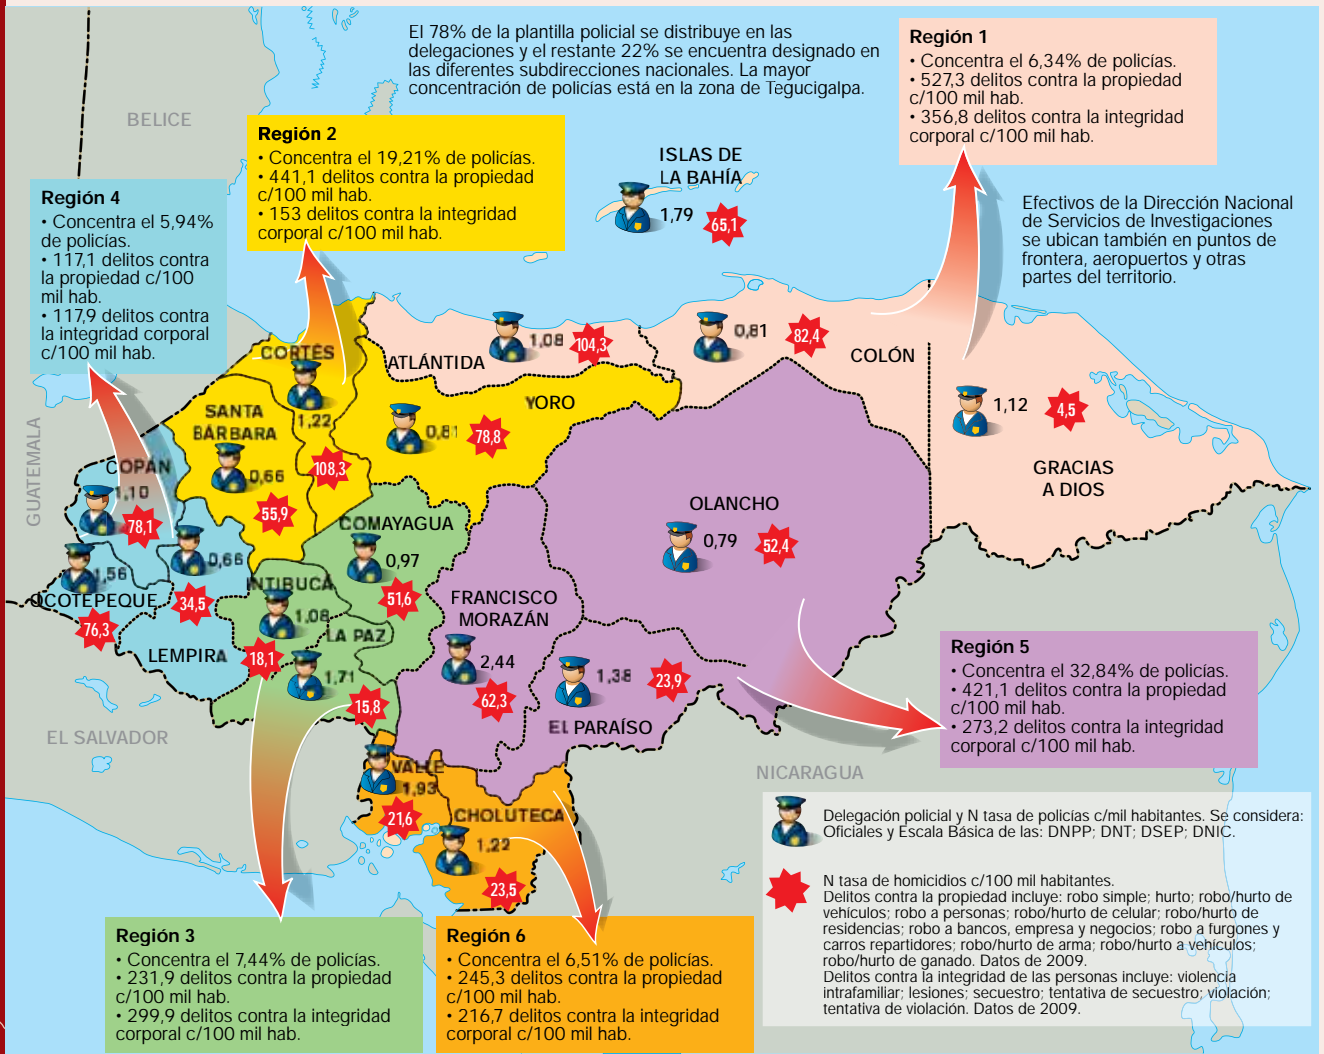 El 78% de la plantilla policial se distribuye en las
delegaciones y el restante 22% se encuentra designado en
las diferentes subdirecciones nacionales. La mayor
concentración de policías está en la zona de Tegucigalpa.
Región 1
• Concentra el 6,34% de policías.
• 527,3 delitos contra la propiedad
c/100 mil hab.
• 356,8 delitos contra la integridad
corporal c/100 mil hab.
BELICE
Región 2
• Concentra el 19,21% de policías.
• 441,1 delitos contra la propiedad
c/100 mil hab.
• 153 delitos contra la integridad
corporal c/100 mil hab.
Región 4
• Concentra el 5,94%
de policías.
• 117,1 delitos contra
la propiedad c/100
mil hab.
• 117,9 delitos contra
la integridad corporal
c/100 mil hab.
ISLAS DE
LA BAHÍA
1,79
65,1
Efectivos de la Dirección Nacional
de Servicios de Investigaciones
se ubican también en puntos de
frontera, aeropuertos y otras
partes del territorio.
CORTÉS
1,22
108,3
ATLÁNTIDA
1,08
104,3
0,81
82,4
COLÓN
1,12
4,5
GRACIAS
A DIOS
SANTA
BÁRBARA
0,66
55,9
YORO
0,81
78,8
GUATEMALA
COPÁN
1,10
78,1
OLANCHO
0,79
52,4
COMAYAGUA
0,97
51,6
1,56
OCOTEPEQUE
76,3
0,66
34,5
LEMPIRA
INTIBUCÁ
1,08
18,1
LA PAZ
1,71
15,8
FRANCISCO
MORAZÁN
2,44
62,3
1,38
23,9
EL PARAÍSO
Región 5
• Concentra el 32,84% de policías.
• 421,1 delitos contra la propiedad
c/100 mil hab.
• 273,2 delitos contra la integridad
corporal c/100 mil hab.
EL SALVADOR
NICARAGUA
VALLE
1,93
21,6
CHOLUTECA
1,22
23,5
Delegación policial y N tasa de policías c/mil habitantes. Se considera:
Oficiales y Escala Básica de las: DNPP; DNT; DSEP; DNIC.
N tasa de homicidios c/100 mil habitantes.
Delitos contra la propiedad incluye: robo simple; hurto; robo/hurto de
vehículos; robo a personas; robo/hurto de celular; robo/hurto de
residencias; robo a bancos, empresa y negocios; robo a furgones y
carros repartidores; robo/hurto de arma; robo/hurto a vehículos;
robo/hurto de ganado. Datos de 2009.
Delitos contra la integridad de las personas incluye: violencia
intrafamiliar; lesiones; secuestro; tentativa de secuestro; violación;
tentativa de violación. Datos de 2009.
Región 3
• Concentra el 7,44% de policías.
• 231,9 delitos contra la propiedad
c/100 mil hab.
• 299,9 delitos contra la integridad
corporal c/100 mil hab.
Región 6
• Concentra el 6,51% de policías.
• 245,3 delitos contra la propiedad
c/100 mil hab.
• 216,7 delitos contra la integridad
corporal c/100 mil hab.